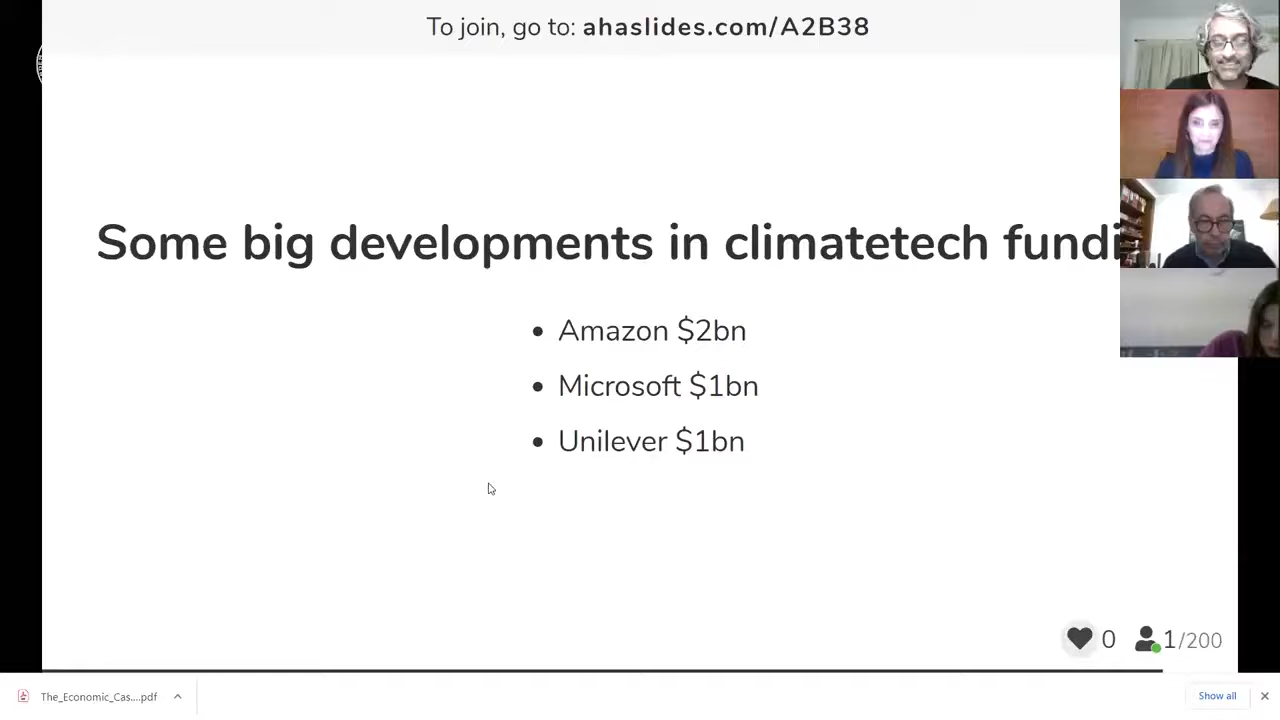 To join, go to: ahaslides.com/A2B38
Some big developments in climatetech fundi
• Amazon $2bn
• Microsoft $1bn
• Unilever $1bn
0 1/200
The_Economic_Cas....pdf
Show all